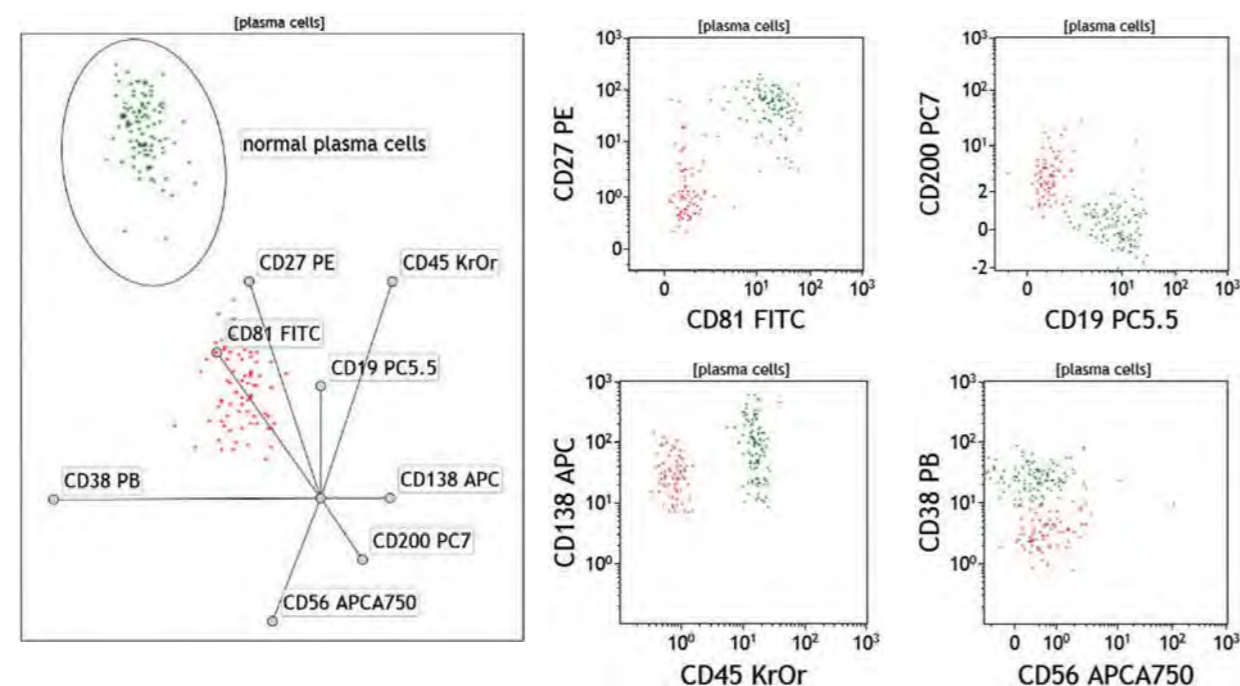 [plasma cells]
normal plasma cells
CD27 PE
CD45 KrOr
CD81 FITC
CD19 PC5.5
CD38 PB
CD138 APC
CD200 PC7
CD56 APCA750
[plasma cells]
10³
10²
10¹
10⁰
0
CD27 PE
0
10¹
10²
10³
CD81 FITC
[plasma cells]
10³
10²
10¹
2
0
-2
CD200 PC7
0
10¹
10²
10³
CD19 PC5.5
[plasma cells]
10³
10²
10¹
10⁰
CD138 APC
10⁰
10¹
10²
10³
CD45 KrOr
[plasma cells]
10³
10²
10¹
10⁰
CD38 PB
0
10⁰
10¹
10²
10³
CD56 APCA750